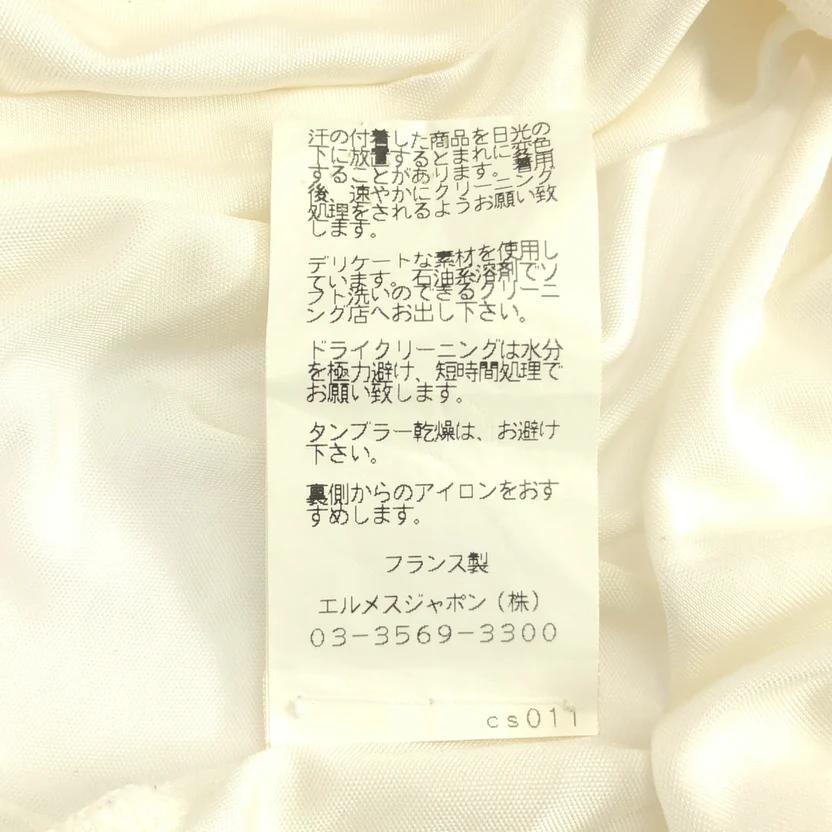 汗の付着した商品を日光の
下に放置するとまれに変色
することがあります。着用
後、速やかにクリーニング
処理をされるようお願い致
します。
デリケートな素材を使用し
ています。石油系溶剤でソ
フト洗いのできるクリーニ
ング店へお出し下さい。
ドライクリーニングは水分
を極力避け、短時間処理で
お願い致します。
タンブラー乾燥は、お避け
下さい。
裏側からのアイロンをおす
すめします。
フランス製
エルメスジャポン(株)
03-3569-3300
cs011